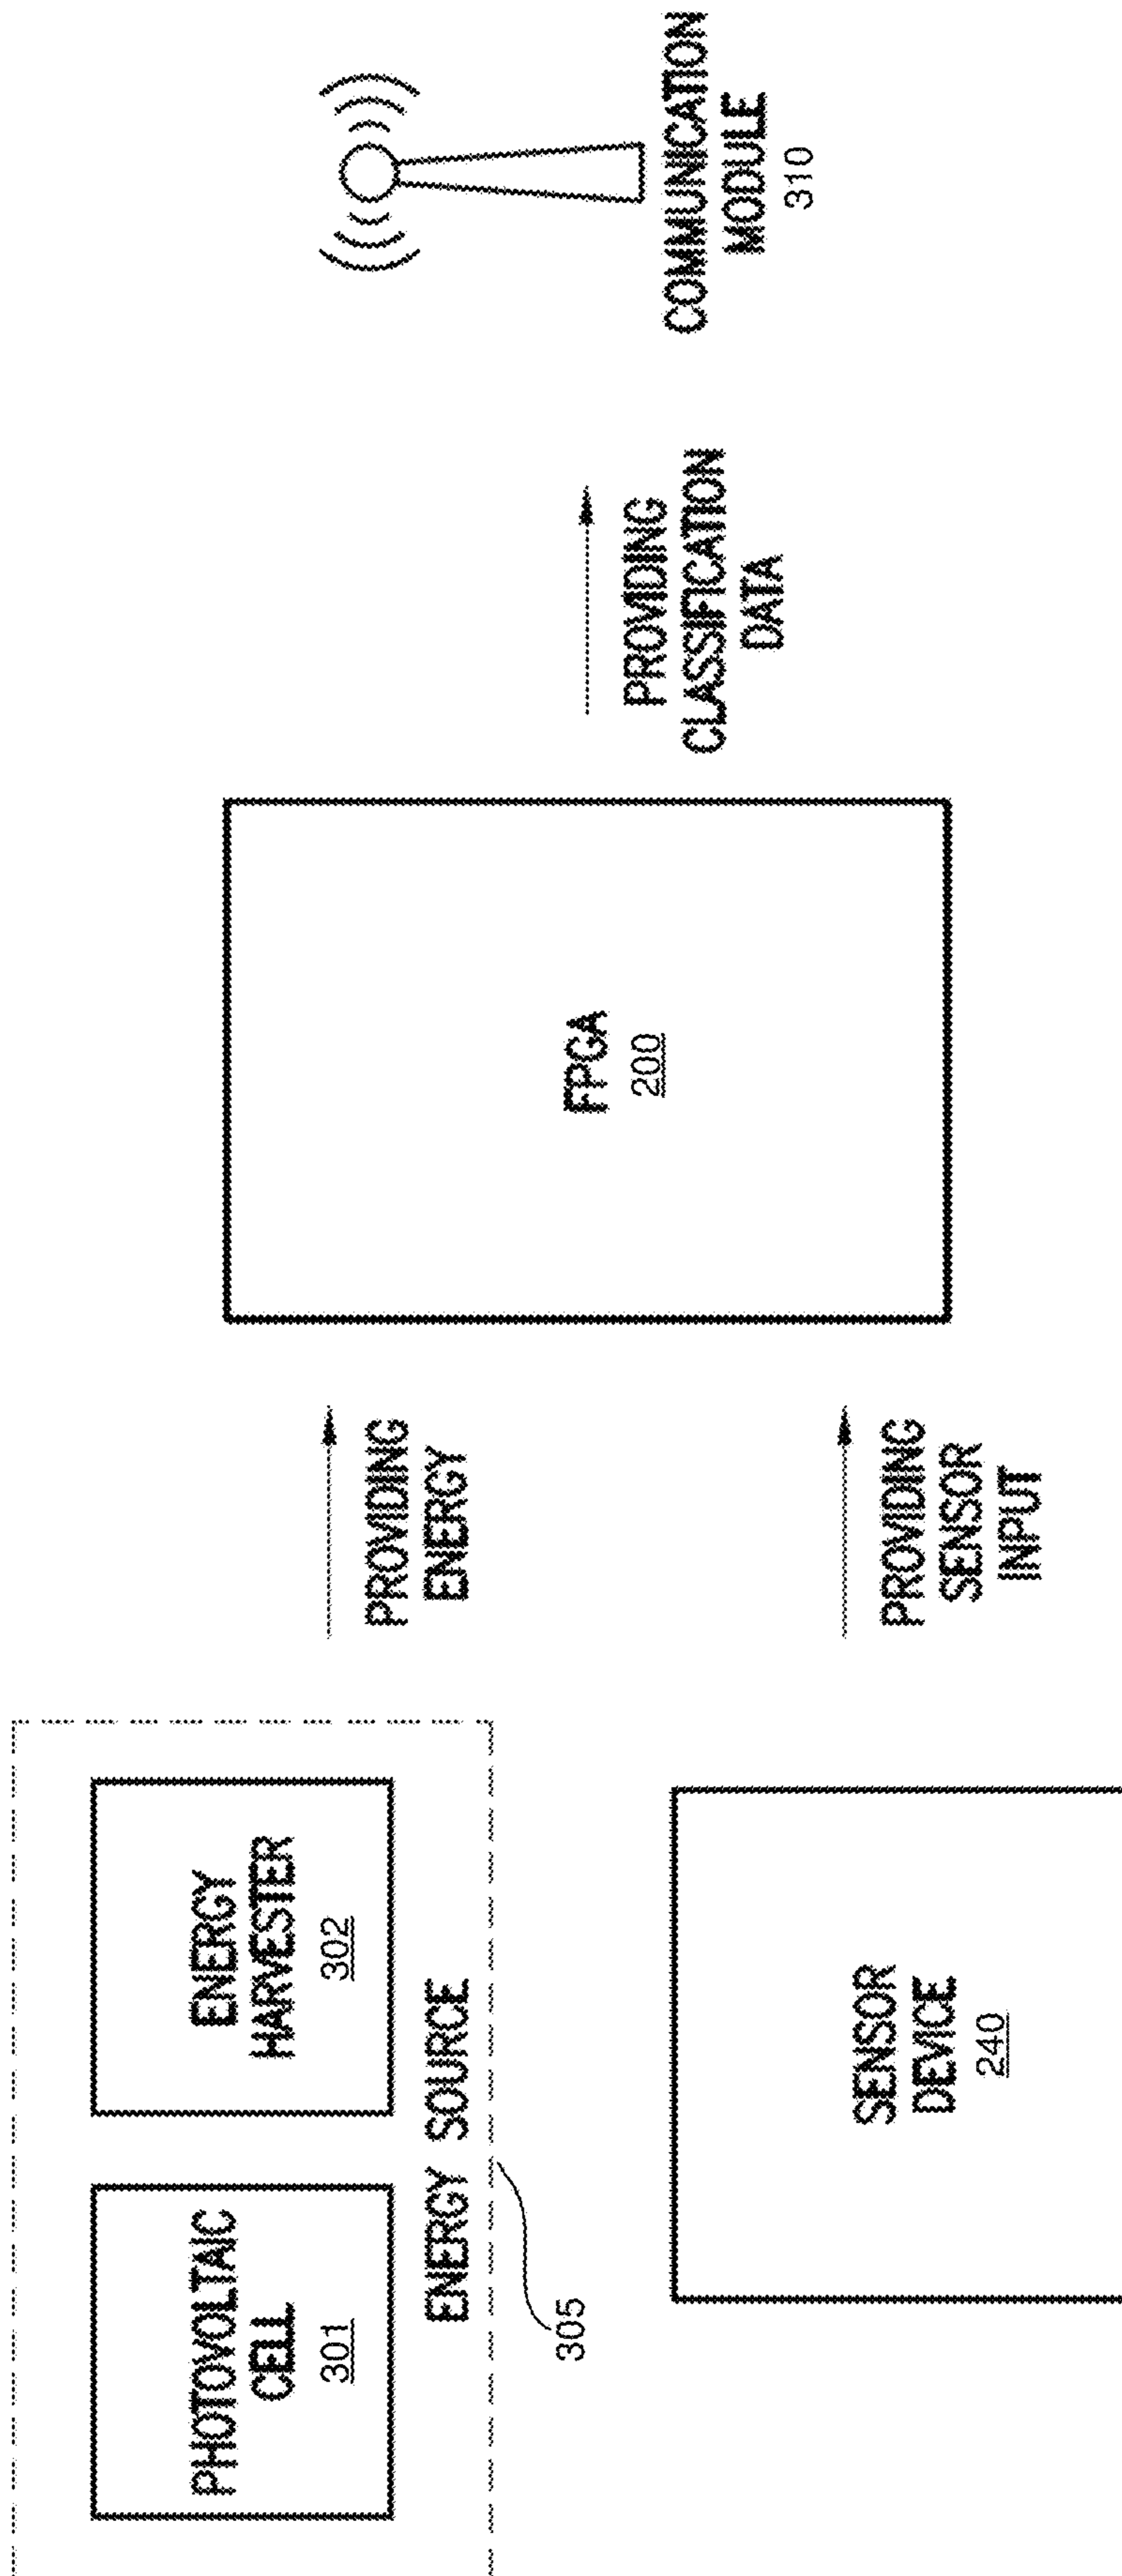 PHOTOVOLTAIC
CELL
301
ENERGY
HARVESTER
302
ENERGY SOURCE
305
SENSOR
DEVICE
240
PROVIDING
ENERGY
PROVIDING
SENSOR
INPUT
FPGA
200
PROVIDING
CLASSIFICATION
DATA
COMMUNICATION
MODULE
310